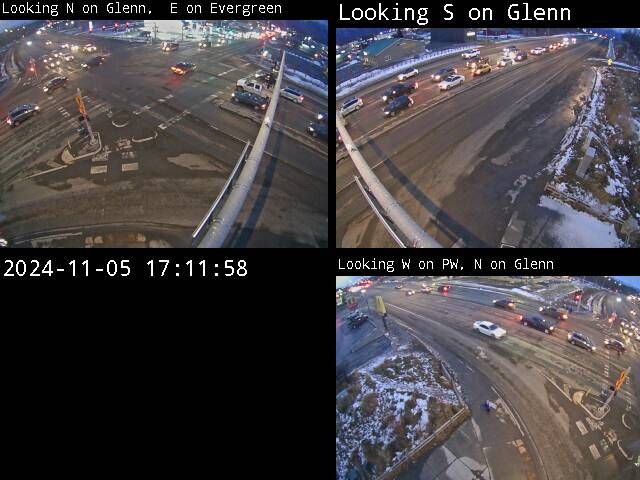 Looking N on Glenn,  E on Evergreen
Looking S on Glenn
2024-11-05 17:11:58
Looking W on PW, N on Glenn